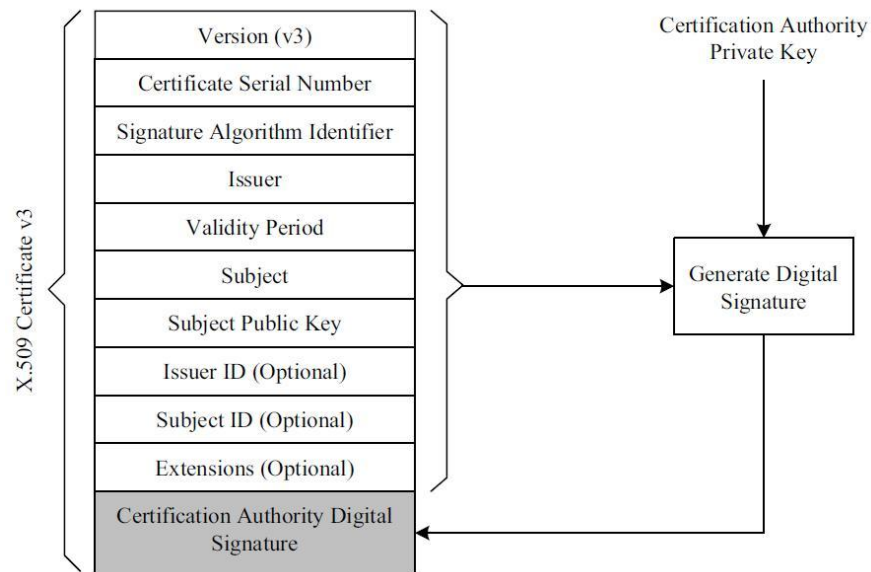 X.509 Certificate v3
Version (v3)
Certificate Serial Number
Signature Algorithm Identifier
Issuer
Validity Period
Subject
Subject Public Key
Issuer ID (Optional)
Subject ID (Optional)
Extensions (Optional)
Certification Authority Digital
Signature
Certification Authority
Private Key
Generate Digital
Signature